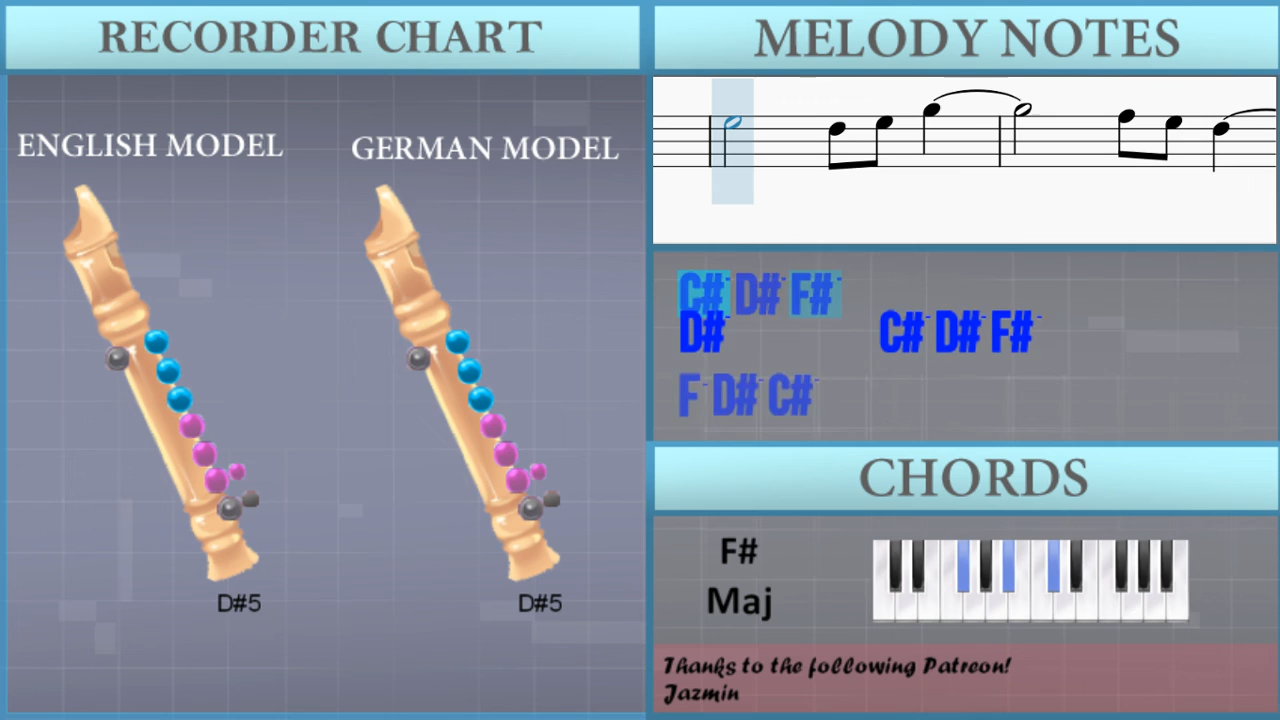 RECORDER CHART
ENGLISH MODEL
GERMAN MODEL
D#5
D#5
MELODY NOTES
C# D# F#
D# C# D# F#
F D# C#
CHORDS
F#
Maj
Thanks to the following Patreon!
Jazmin